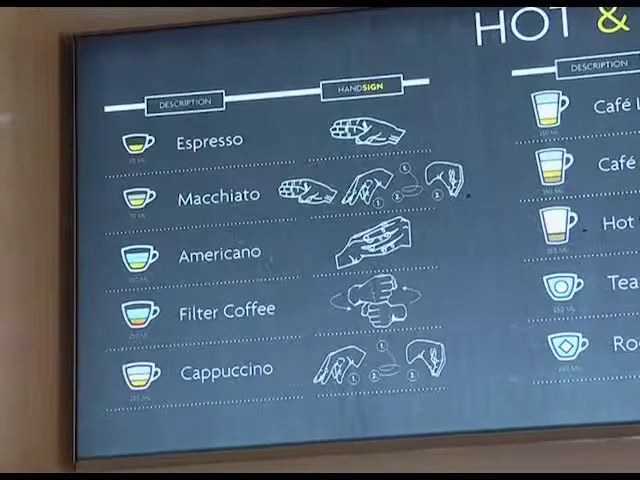 HOT &
DESCRIPTION
HANDSIGN
Espresso
Macchiato
Americano
Filter Coffee
Cappuccino
DESCRIPTION
Café
Café
Hot
Tea